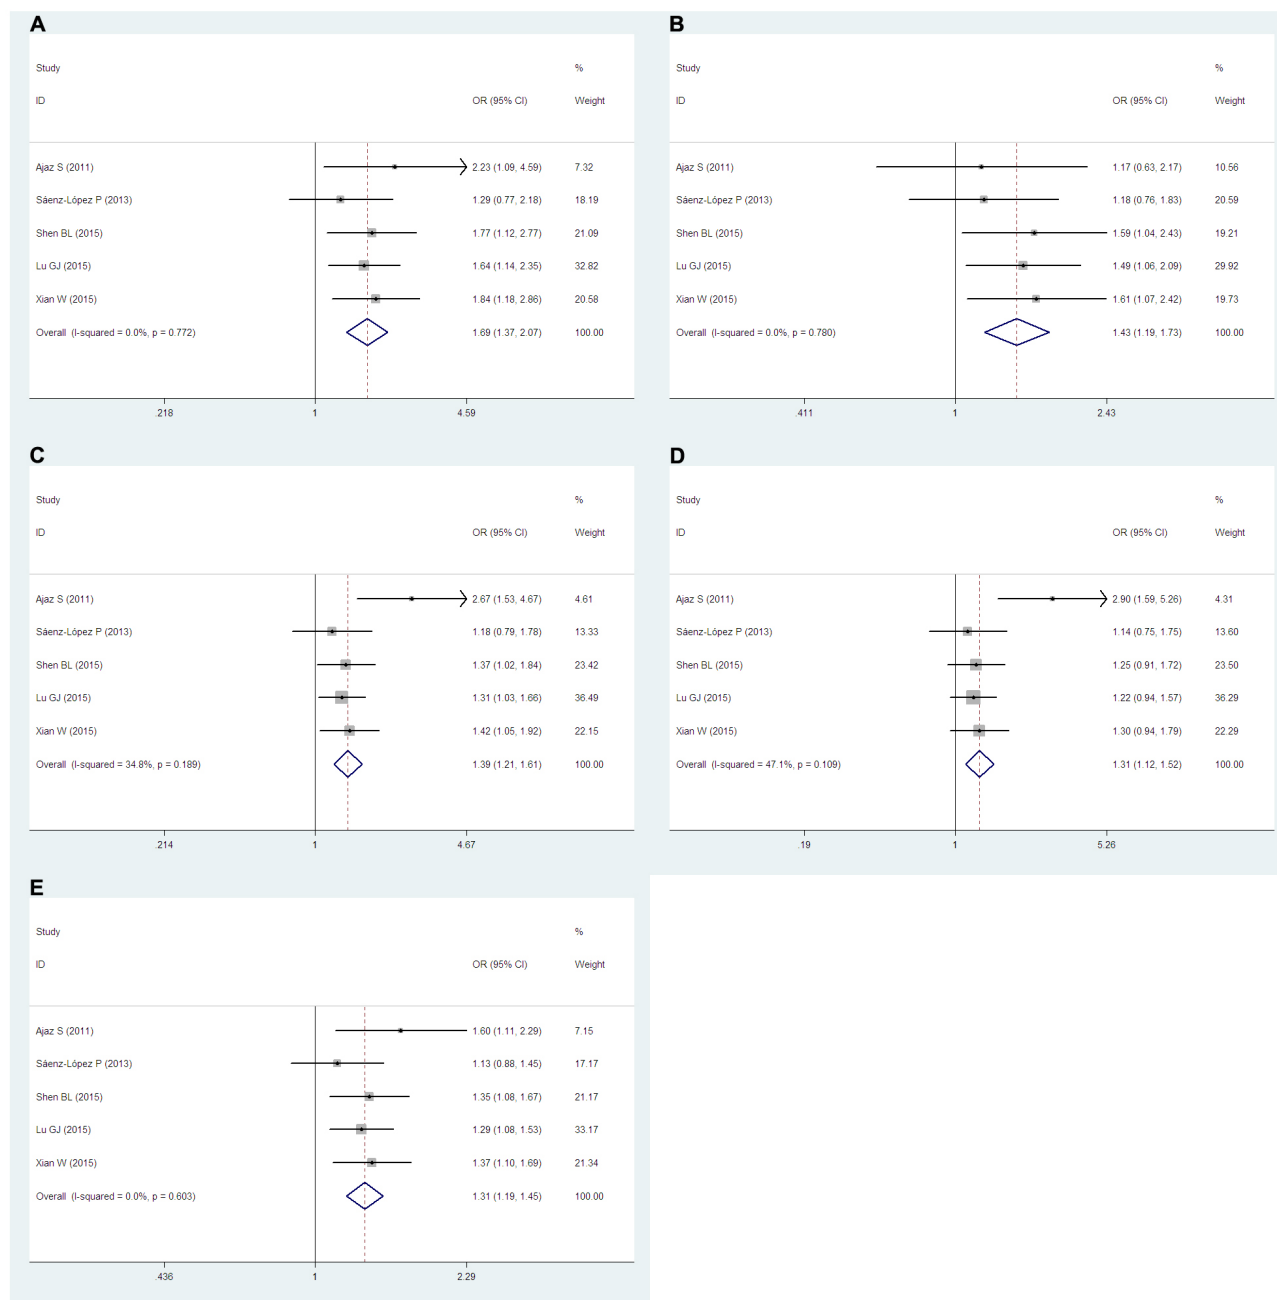 A
Study %
ID OR (95% CI) Weight
Ajaz S (2011) 2.23 (1.09, 4.59) 7.32
Sáenz-López P (2013) 1.29 (0.77, 2.18) 18.19
Shen BL (2015) 1.77 (1.12, 2.77) 21.09
Lu GJ (2015) 1.64 (1.14, 2.35) 32.82
Xian W (2015) 1.84 (1.18, 2.86) 20.58
Overall (I-squared = 0.0%, p = 0.772) 1.69 (1.37, 2.07) 100.00
.218 1 4.59
B
Study %
ID OR (95% CI) Weight
Ajaz S (2011) 1.17 (0.63, 2.17) 10.56
Sáenz-López P (2013) 1.18 (0.76, 1.83) 20.59
Shen BL (2015) 1.59 (1.04, 2.43) 19.21
Lu GJ (2015) 1.49 (1.06, 2.09) 29.92
Xian W (2015) 1.61 (1.07, 2.42) 19.73
Overall (I-squared = 0.0%, p = 0.780) 1.43 (1.19, 1.73) 100.00
.411 1 2.43
C
Study %
ID OR (95% CI) Weight
Ajaz S (2011) 2.67 (1.53, 4.67) 4.61
Sáenz-López P (2013) 1.18 (0.79, 1.78) 13.33
Shen BL (2015) 1.37 (1.02, 1.84) 23.42
Lu GJ (2015) 1.31 (1.03, 1.66) 36.49
Xian W (2015) 1.42 (1.05, 1.92) 22.15
Overall (I-squared = 34.8%, p = 0.189) 1.39 (1.21, 1.61) 100.00
.214 1 4.67
D
Study %
ID OR (95% CI) Weight
Ajaz S (2011) 2.90 (1.59, 5.26) 4.31
Sáenz-López P (2013) 1.14 (0.75, 1.75) 13.60
Shen BL (2015) 1.25 (0.91, 1.72) 23.50
Lu GJ (2015) 1.22 (0.94, 1.57) 36.29
Xian W (2015) 1.30 (0.94, 1.79) 22.29
Overall (I-squared = 47.1%, p = 0.109) 1.31 (1.12, 1.52) 100.00
.19 1 5.26
E
Study %
ID OR (95% CI) Weight
Ajaz S (2011) 1.60 (1.11, 2.29) 7.15
Sáenz-López P (2013) 1.13 (0.88, 1.45) 17.17
Shen BL (2015) 1.35 (1.08, 1.67) 21.17
Lu GJ (2015) 1.29 (1.08, 1.53) 33.17
Xian W (2015) 1.37 (1.10, 1.69) 21.34
Overall (I-squared = 0.0%, p = 0.603) 1.31 (1.19, 1.45) 100.00
.436 1 2.29